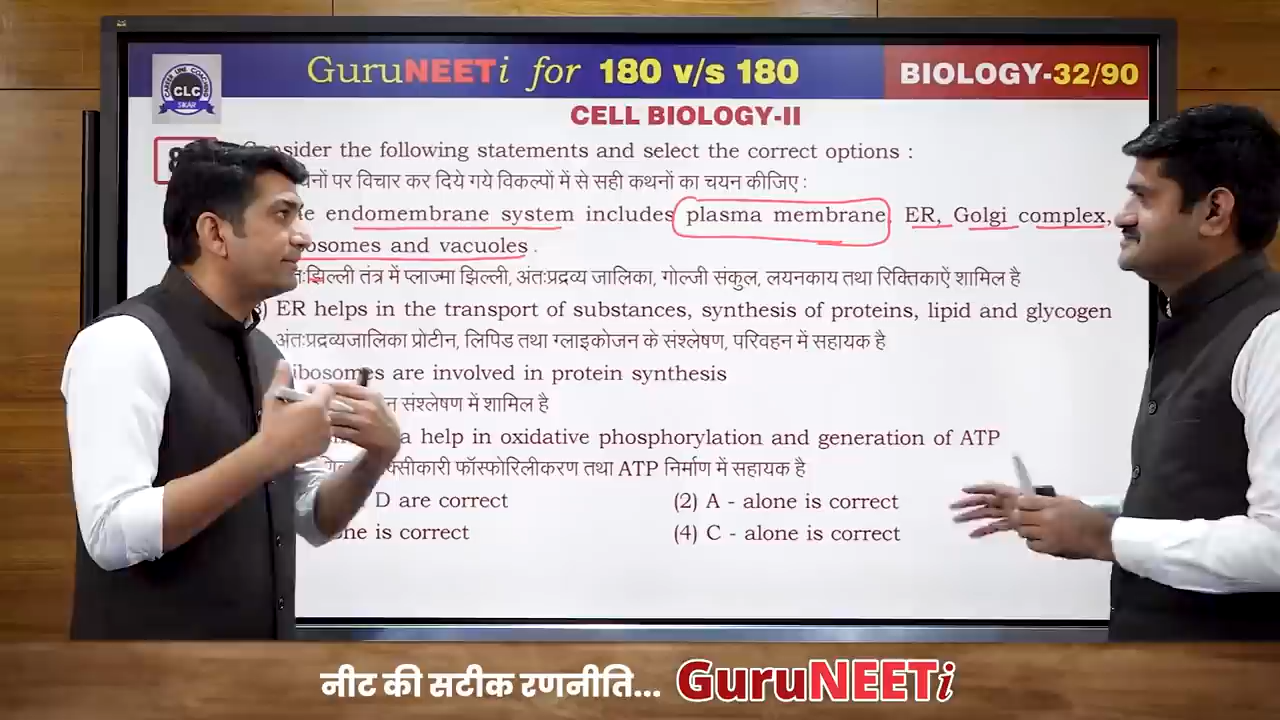 CAREER LINE COACHING
CLC
SIKAR
GuruNEETi for 180 v/s 180
BIOLOGY-32/90
CELL BIOLOGY-II
Consider the following statements and select the correct options :
पर विचार कर दिये गये विकल्पों में से सही कथनों का चयन कीजिए :
endomembrane system includes plasma membrane, ER, Golgi complex,
and vacuoles .
झिल्ली तंत्र में प्लाज्मा झिल्ली, अंतःप्रद्रव्य जालिका, गोल्जी संकुल, लयनकाय तथा रिक्तिकाऐं शामिल है
ER helps in the transport of substances, synthesis of proteins, lipid and glycogen
अंतःप्रद्रव्यजालिका प्रोटीन, लिपिड तथा ग्लाइकोजन के संश्लेषण, परिवहन में सहायक है
ibosomes are involved in protein synthesis
संश्लेषण में शामिल है
help in oxidative phosphorylation and generation of ATP
फॉस्फोरिलीकरण तथा ATP निर्माण में सहायक है
D are correct
(2) A - alone is correct
is correct
(4) C - alone is correct
नीट की सटीक रणनीति... GuruNEETi